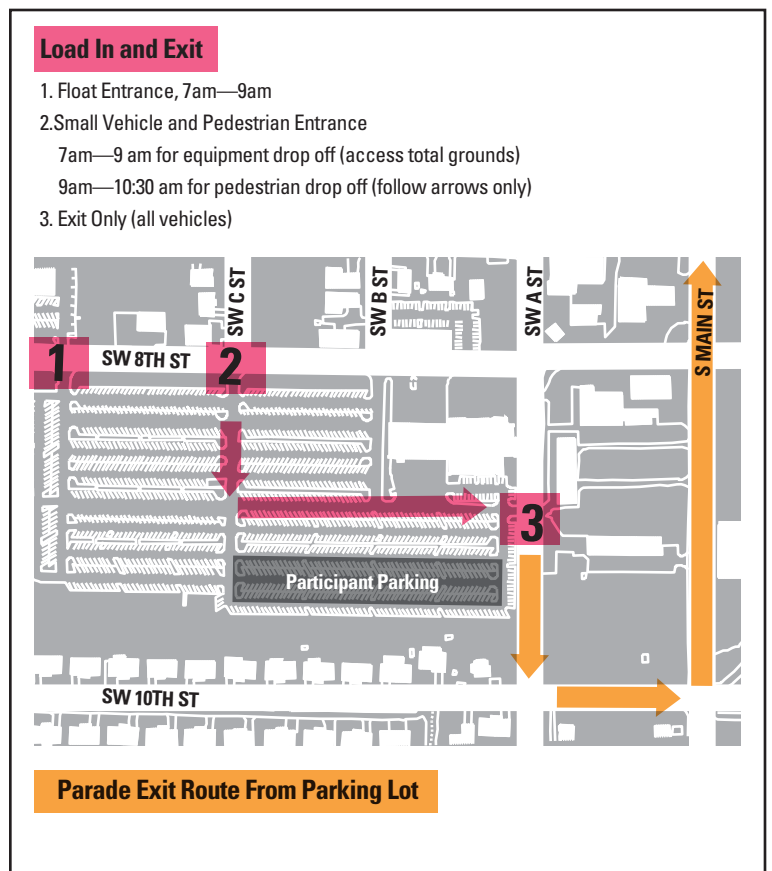 Load In and Exit
1. Float Entrance, 7am—9am
2.Small Vehicle and Pedestrian Entrance
7am—9 am for equipment drop off (access total grounds)
9am—10:30 am for pedestrian drop off (follow arrows only)
3. Exit Only (all vehicles)
SW C ST
SW B ST
SW A ST
S MAIN ST
1
SW 8TH ST
2
3
Participant Parking
SW 10TH ST
Parade Exit Route From Parking Lot